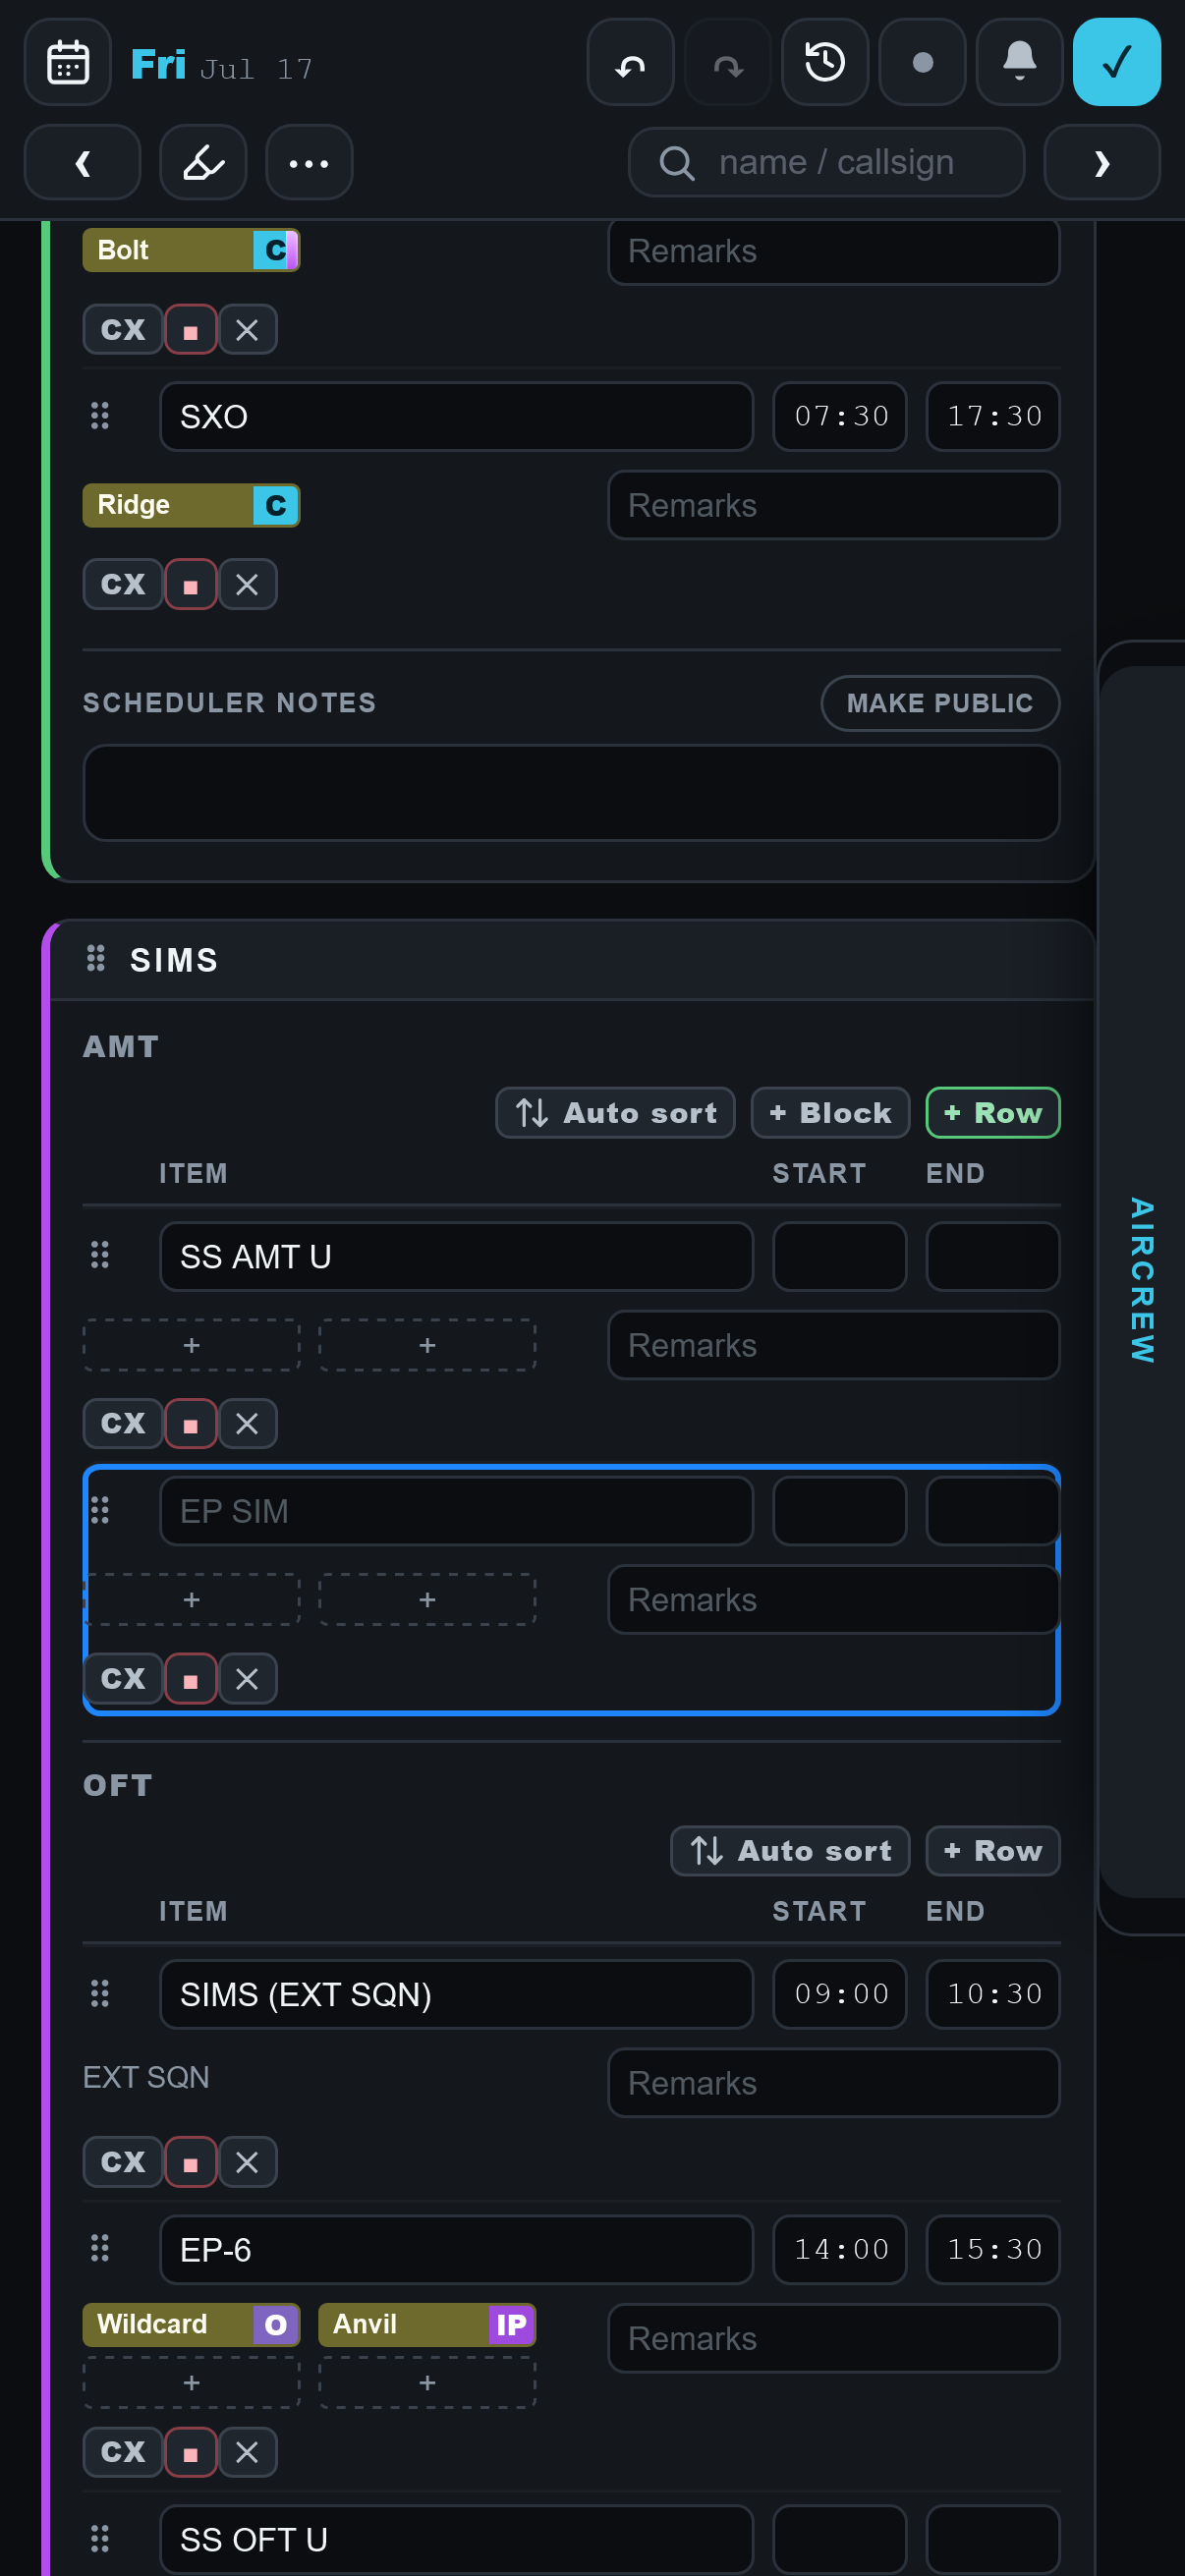 Fri Jul 17
name / callsign
Bolt C Remarks
CX
SXO 07:30 17:30
Ridge C Remarks
CX
SCHEDULER NOTES MAKE PUBLIC
SIMS
AMT
Auto sort + Block + Row
ITEM START END
SS AMT U
+ + Remarks
CX
EP SIM
+ + Remarks
CX
OFT
Auto sort + Row
ITEM START END
SIMS (EXT SQN) 09:00 10:30
EXT SQN Remarks
CX
EP-6 14:00 15:30
Wildcard O Anvil IP Remarks
+ +
CX
SS OFT U
AIRCREW